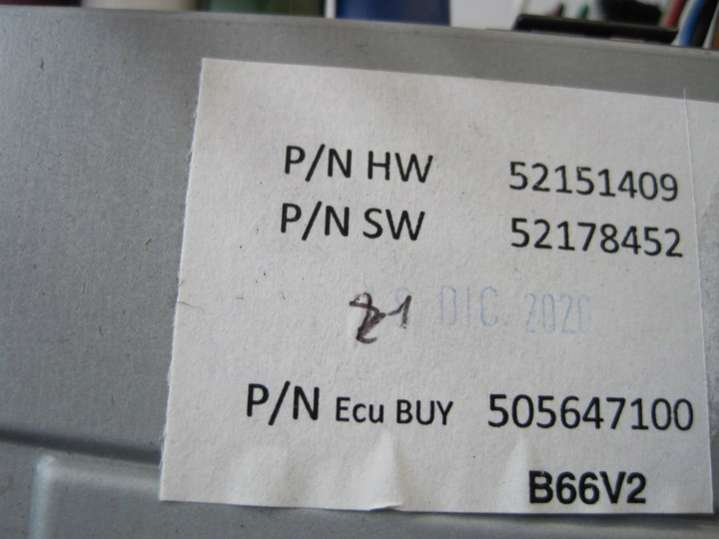 P/N HW 52151409
P/N SW 52178452
21 DIC. 2020
P/N Ecu BUY 505647100
B66V2